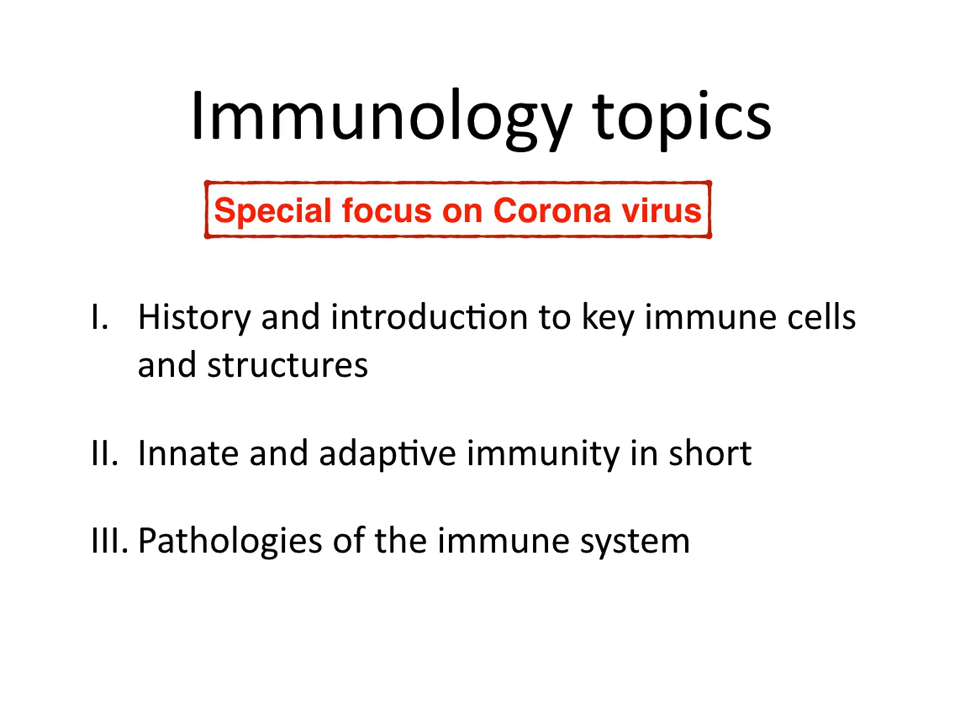 Immunology topics
Special focus on Corona virus
I. History and introduction to key immune cells
and structures
II. Innate and adaptive immunity in short
III. Pathologies of the immune system